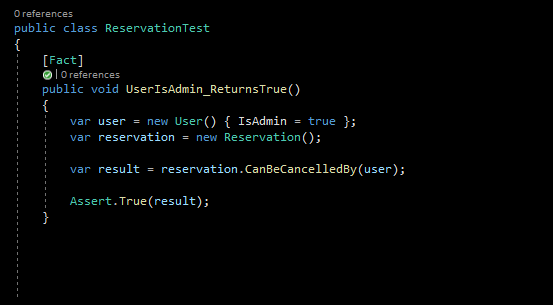 0 references
public class ReservationTest
{
[Fact]
| 0 references
public void UserIsAdmin_ReturnsTrue()
{
var user = new User() { IsAdmin = true };
var reservation = new Reservation();
var result = reservation.CanBeCancelledBy(user);
Assert.True(result);
}